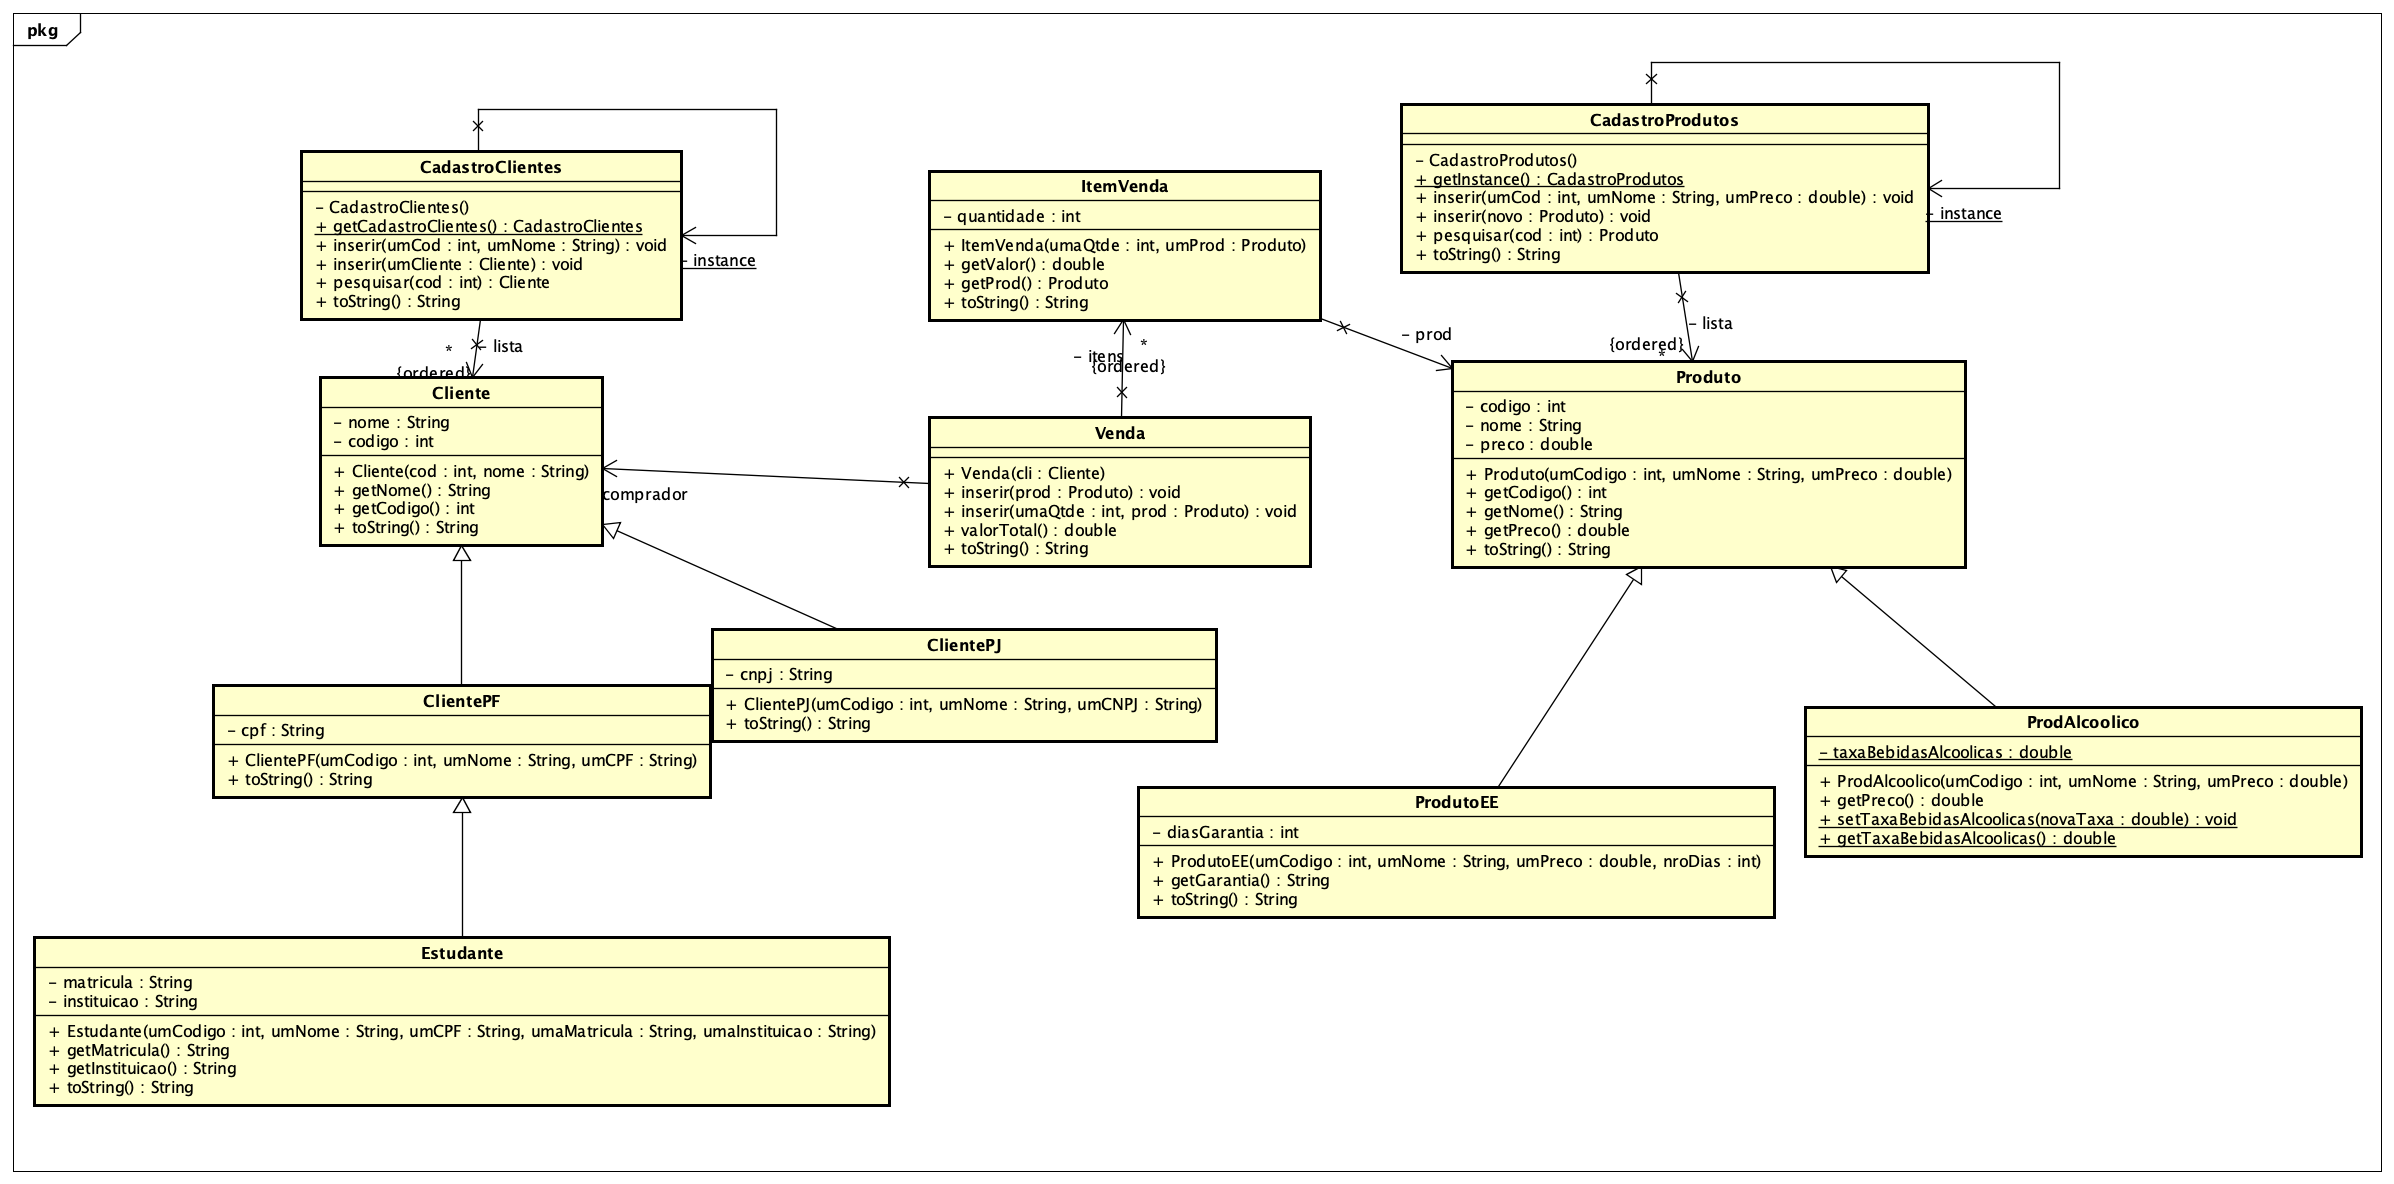 pkg
CadastroClientes
– CadastroClientes()
+ getCadastroClientes() : CadastroClientes
+ inserir(umCod : int, umNome : String) : void
+ inserir(umCliente : Cliente) : void
+ pesquisar(cod : int) : Cliente
+ toString() : String
– instance
* – lista
{ordered}
Cliente
– nome : String
– codigo : int
+ Cliente(cod : int, nome : String)
+ getNome() : String
+ getCodigo() : int
+ toString() : String
comprador
ItemVenda
– quantidade : int
+ ItemVenda(umaQtde : int, umProd : Produto)
+ getValor() : double
+ getProd() : Produto
+ toString() : String
– prod
*
– itens
{ordered}
Venda
+ Venda(cli : Cliente)
+ inserir(prod : Produto) : void
+ inserir(umaQtde : int, prod : Produto) : void
+ valorTotal() : double
+ toString() : String
CadastroProdutos
– CadastroProdutos()
+ getInstance() : CadastroProdutos
+ inserir(umCod : int, umNome : String, umPreco : double) : void
+ inserir(novo : Produto) : void
+ pesquisar(cod : int) : Produto
+ toString() : String
– instance
– lista
{ordered}
*
Produto
– codigo : int
– nome : String
– preco : double
+ Produto(umCodigo : int, umNome : String, umPreco : double)
+ getCodigo() : int
+ getNome() : String
+ getPreco() : double
+ toString() : String
ClientePJ
– cnpj : String
+ ClientePJ(umCodigo : int, umNome : String, umCNPJ : String)
+ toString() : String
ClientePF
– cpf : String
+ ClientePF(umCodigo : int, umNome : String, umCPF : String)
+ toString() : String
ProdAlcoolico
– taxaBebidasAlcoolicas : double
+ ProdAlcoolico(umCodigo : int, umNome : String, umPreco : double)
+ getPreco() : double
+ setTaxaBebidasAlcoolicas(novaTaxa : double) : void
+ getTaxaBebidasAlcoolicas() : double
ProdutoEE
– diasGarantia : int
+ ProdutoEE(umCodigo : int, umNome : String, umPreco : double, nroDias : int)
+ getGarantia() : String
+ toString() : String
Estudante
– matricula : String
– instituicao : String
+ Estudante(umCodigo : int, umNome : String, umCPF : String, umaMatricula : String, umaInstituicao : String)
+ getMatricula() : String
+ getInstituicao() : String
+ toString() : String